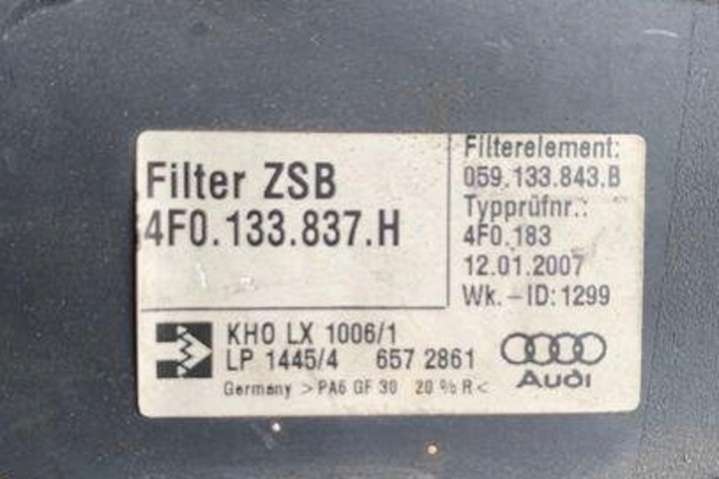 Filter ZSB
4F0.133.837.H
Filterelement:
059.133.843.B
Typprüfnr.:
4F0.183
12.01.2007
Wk.-ID:1299
KHO LX 1006/1
LP 1445/4 657 2861
Germany >PA6 GF 30 20 % R<
Audi